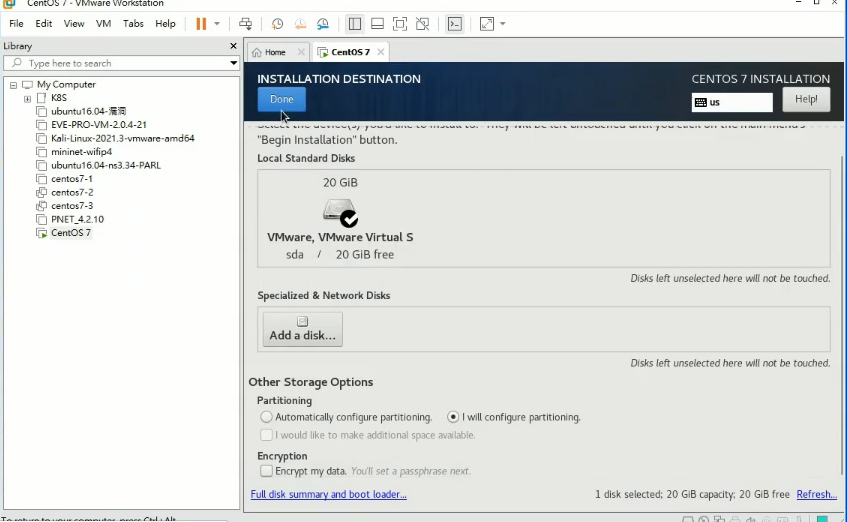 CentOS 7 - VMware Workstation
File Edit View VM Tabs Help
Library
Type here to search
My Computer
K8S
ubuntu16.04-漏洞
EVE-PRO-VM-2.0.4-21
Kali-Linux-2021.3-vmware-amd64
mininet-wifip4
ubuntu16.04-ns3.34-PARL
centos7-1
centos7-2
centos7-3
PNET_4.2.10
CentOS 7
Home
CentOS 7
INSTALLATION DESTINATION
Done
CENTOS 7 INSTALLATION
us
Help!
Select the device(s) you'd like to install to. They will be left untouched until you click on the main menu's
"Begin Installation" button.
Local Standard Disks
20 GiB
VMware, VMware Virtual S
sda / 20 GiB free
Disks left unselected here will not be touched.
Specialized & Network Disks
Add a disk...
Disks left unselected here will not be touched.
Other Storage Options
Partitioning
Automatically configure partitioning.
I will configure partitioning.
I would like to make additional space available.
Encryption
Encrypt my data. You'll set a passphrase next.
Full disk summary and boot loader...
1 disk selected; 20 GiB capacity; 20 GiB free Refresh...
To return to your computer, press Ctrl+Alt.